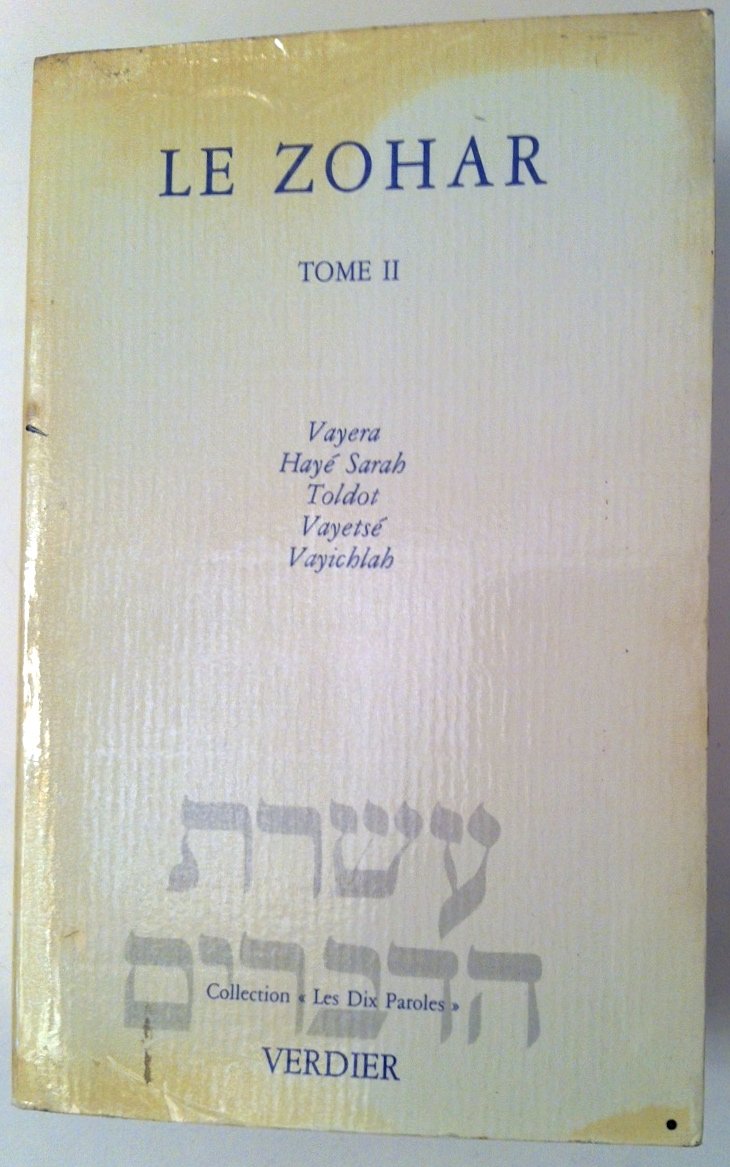 LE ZOHAR
TOME II
Vayera
Hayé Sarah
Toldot
Vayetsé
Vayichlah
עשרת
הדברים
Collection « Les Dix Paroles »
VERDIER